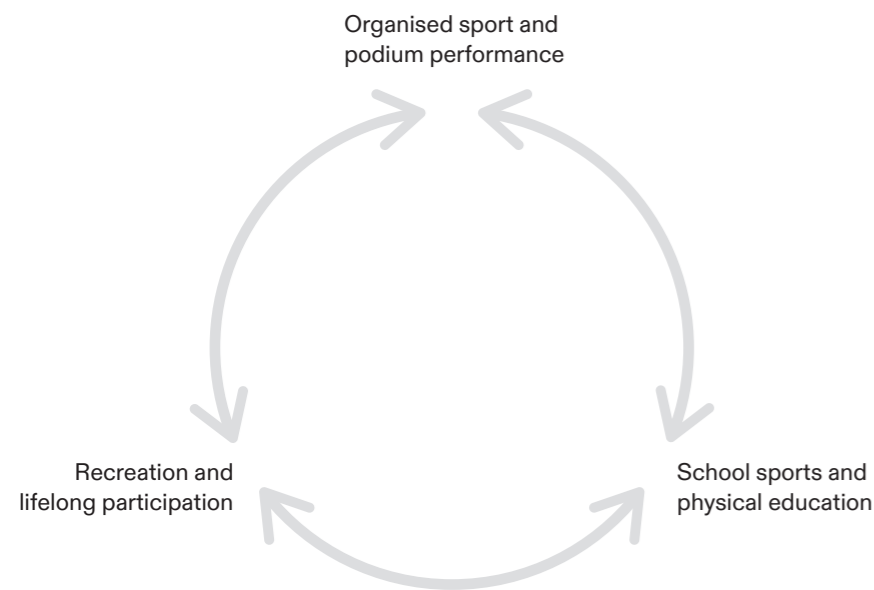 Organised sport and
podium performance
Recreation and
lifelong participation
School sports and
physical education